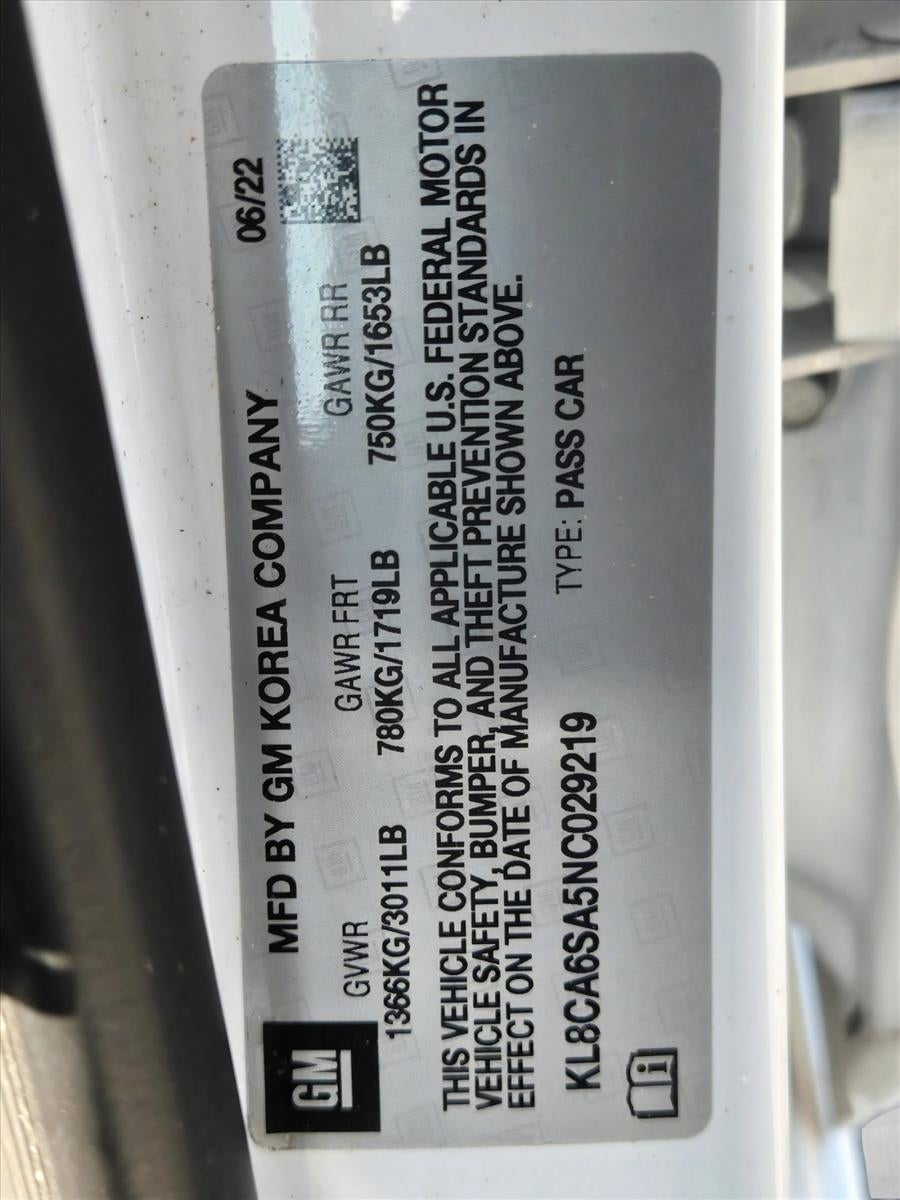 GM
MFD BY GM KOREA COMPANY 06/22
GVWR GAWR FRT GAWR RR
1366KG/3011LB 780KG/1719LB 750KG/1653LB
THIS VEHICLE CONFORMS TO ALL APPLICABLE U.S. FEDERAL MOTOR
VEHICLE SAFETY, BUMPER, AND THEFT PREVENTION STANDARDS IN
EFFECT ON THE DATE OF MANUFACTURE SHOWN ABOVE.
KL8CA6SA5NC029219 TYPE: PASS CAR